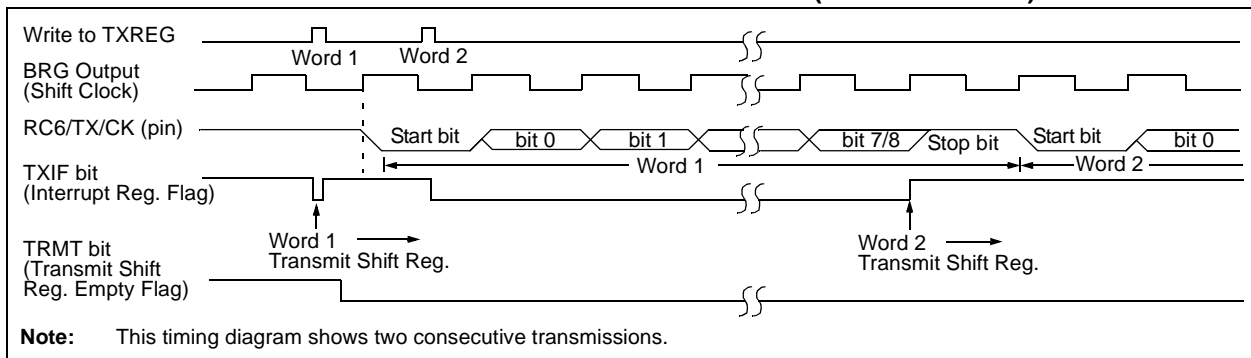 Write to TXREG
Word 1 Word 2
BRG Output
(Shift Clock)
RC6/TX/CK (pin)
Start bit bit 0 bit 1 bit 7/8 Stop bit Start bit bit 0
Word 1 Word 2
TXIF bit
(Interrupt Reg. Flag)
Word 1
Transmit Shift Reg.
Word 2
Transmit Shift Reg.
TRMT bit
(Transmit Shift
Reg. Empty Flag)
Note: This timing diagram shows two consecutive transmissions.